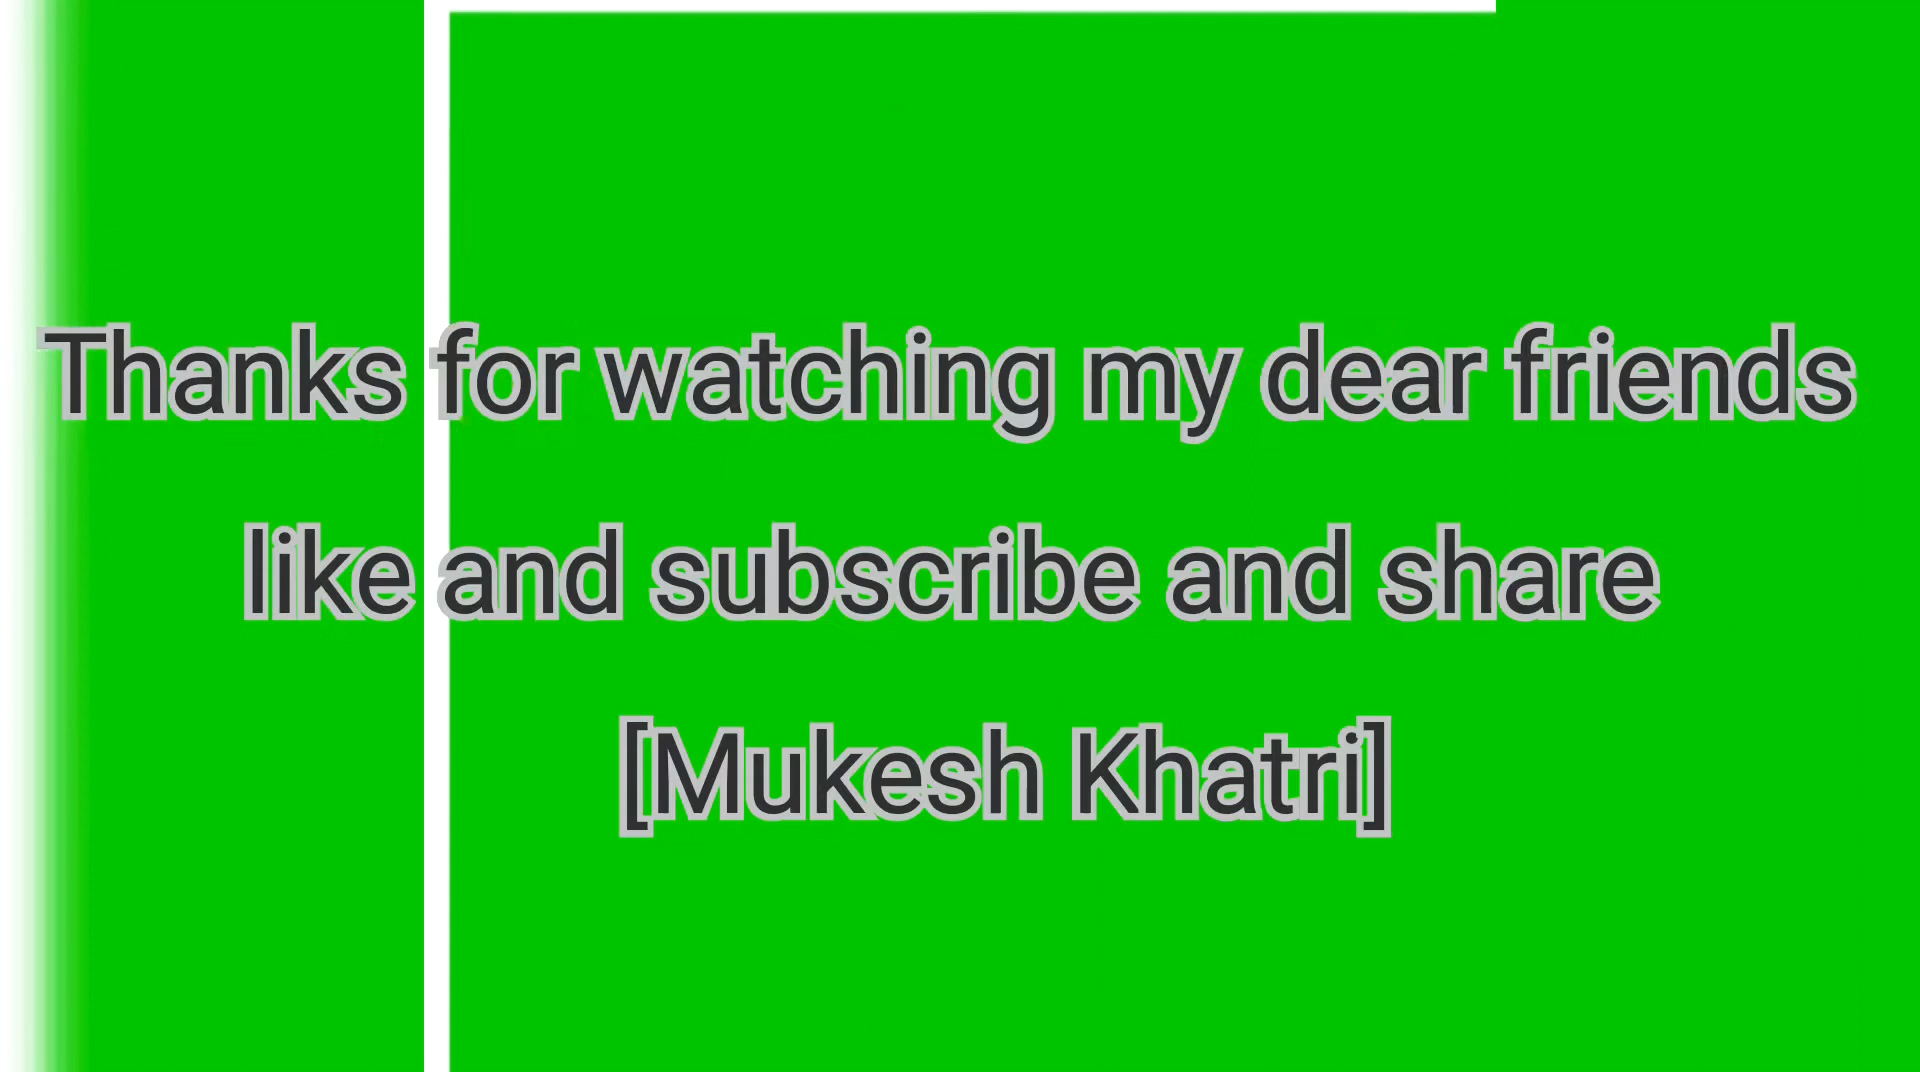 Thanks for watching my dear friends
like and subscribe and share
[Mukesh Khatri]